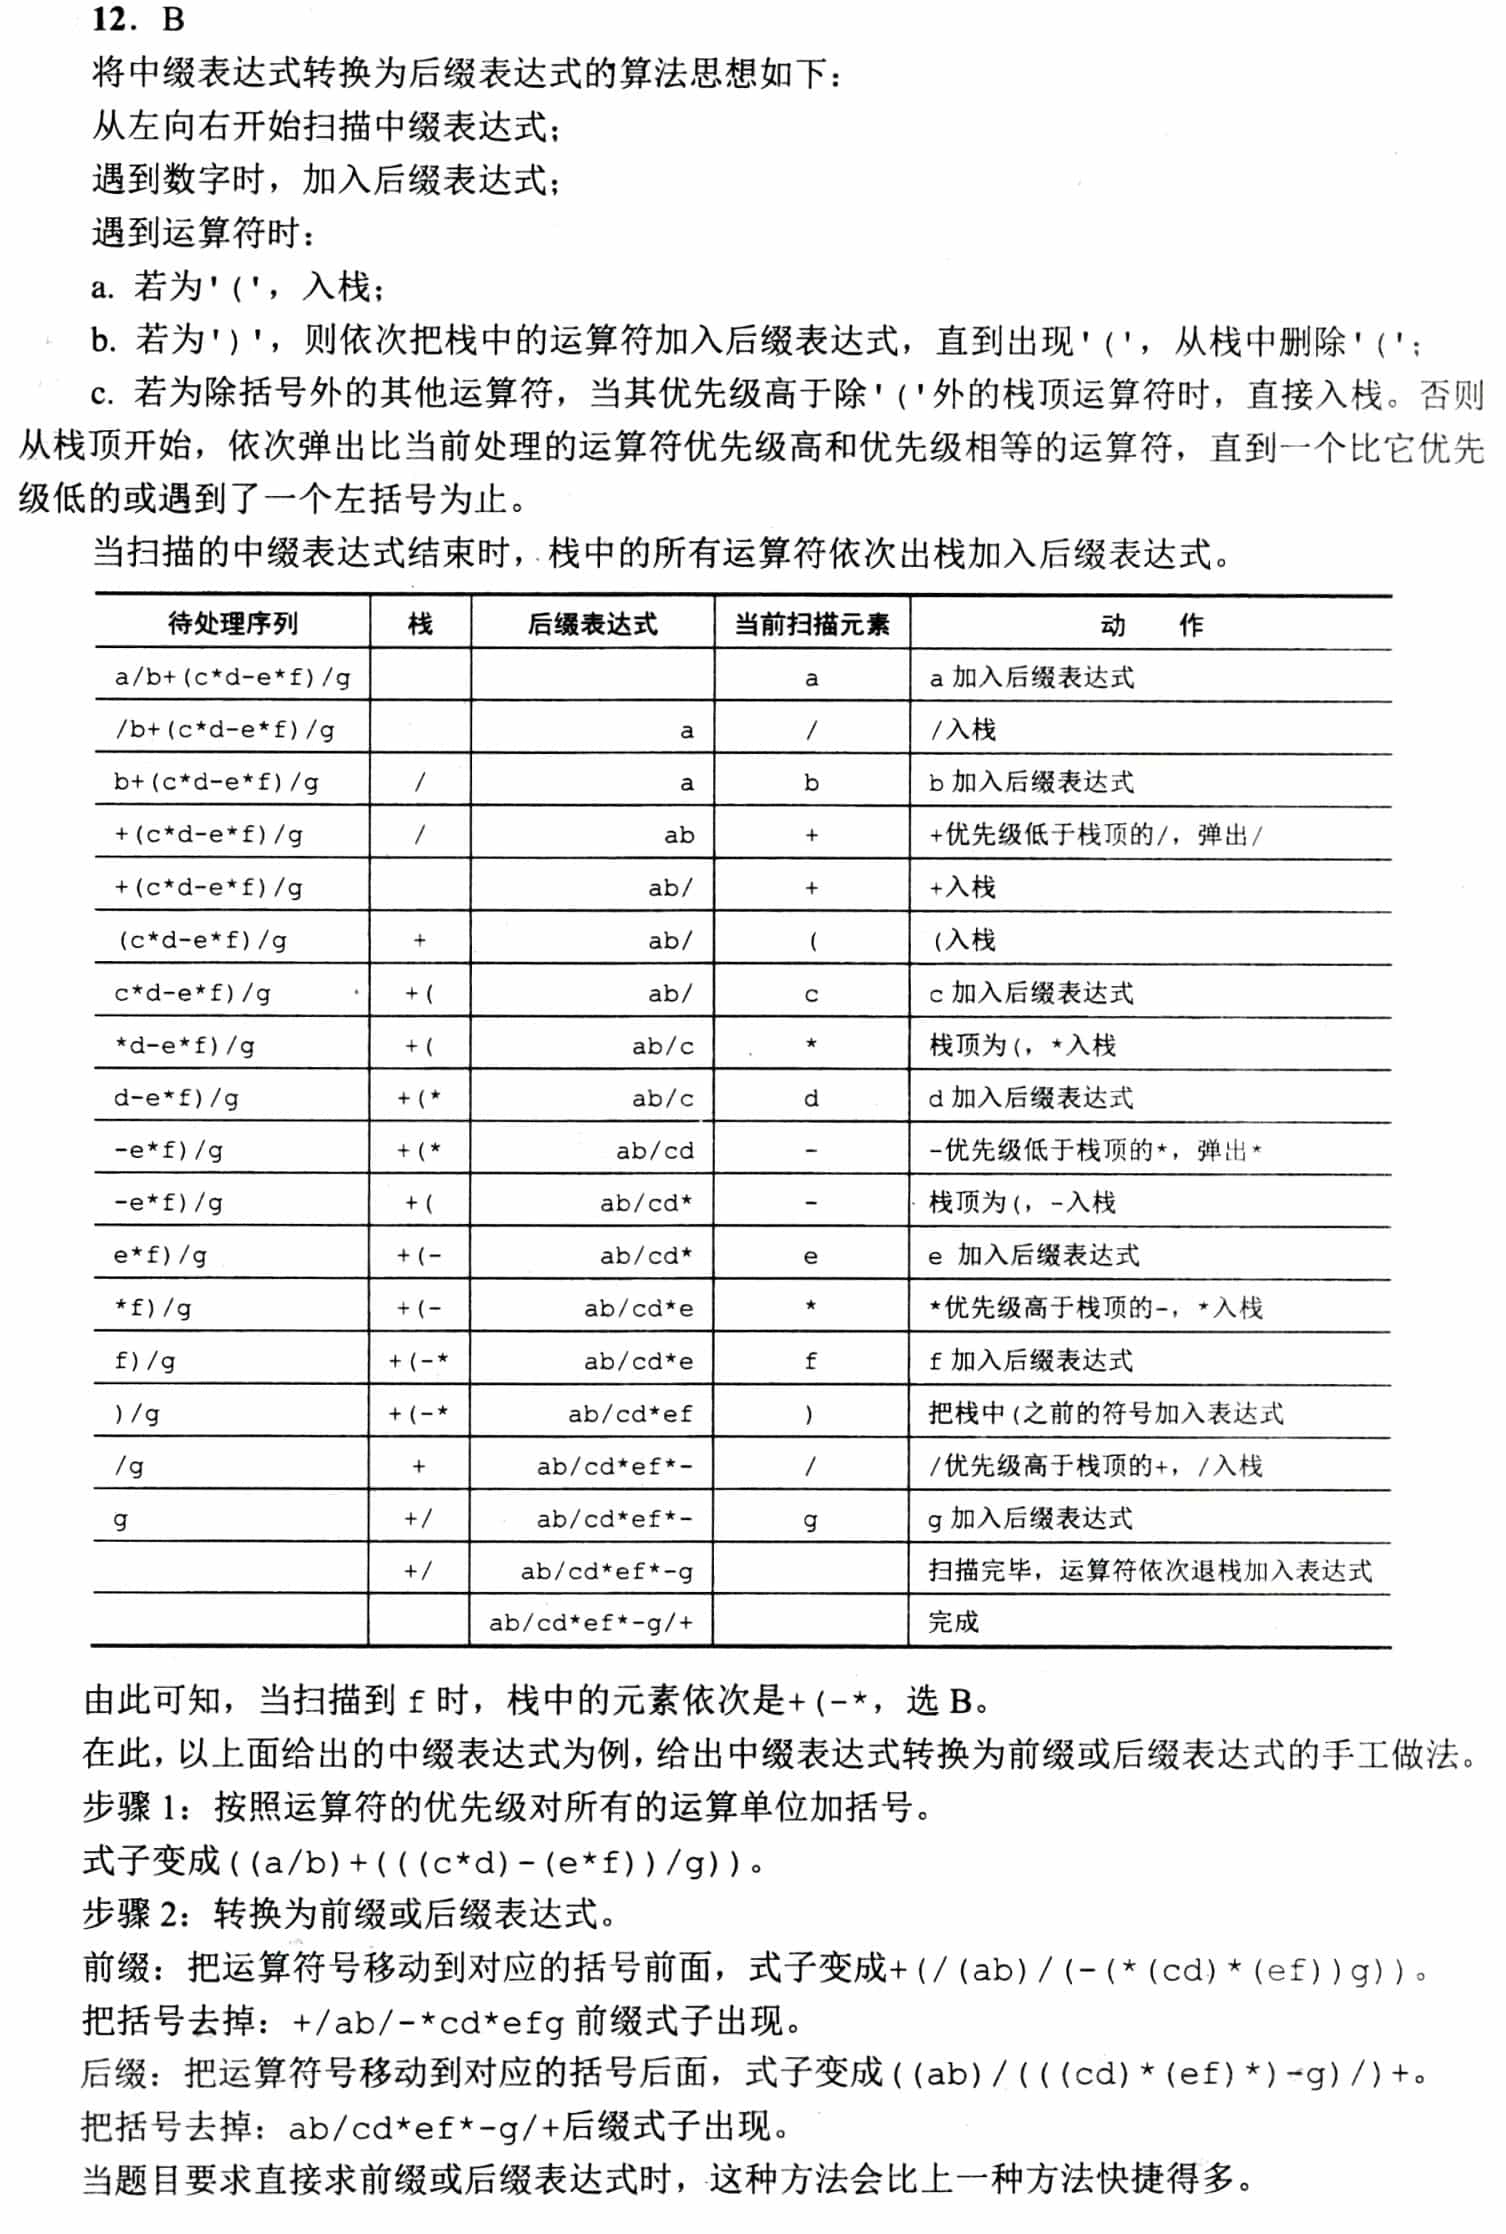 12. B
将中缀表达式转换为后缀表达式的算法思想如下：
从左向右开始扫描中缀表达式；
遇到数字时，加入后缀表达式；
遇到运算符时：
a. 若为'('，入栈；
b. 若为')'，则依次把栈中的运算符加入后缀表达式，直到出现'('，从栈中删除'('；
c. 若为除括号外的其他运算符，当其优先级高于除'('外的栈顶运算符时，直接入栈。否则
从栈顶开始，依次弹出比当前处理的运算符优先级高和优先级相等的运算符，直到一个比它优先
级低的或遇到了一个左括号为止。
当扫描的中缀表达式结束时，栈中的所有运算符依次出栈加入后缀表达式。
待处理序列 栈 后缀表达式 当前扫描元素 动 作
a/b+(c*d-e*f)/g a a 加入后缀表达式
/b+(c*d-e*f)/g a / /入栈
b+(c*d-e*f)/g / a b b 加入后缀表达式
+(c*d-e*f)/g / ab + +优先级低于栈顶的/，弹出/
+(c*d-e*f)/g ab/ + +入栈
(c*d-e*f)/g + ab/ ( (入栈
c*d-e*f)/g +( ab/ c c 加入后缀表达式
*d-e*f)/g +( ab/c * 栈顶为(，*入栈
d-e*f)/g +(* ab/c d d 加入后缀表达式
-e*f)/g +(* ab/cd - -优先级低于栈顶的*，弹出*
-e*f)/g +( ab/cd* - 栈顶为(，-入栈
e*f)/g +(- ab/cd* e e 加入后缀表达式
*f)/g +(- ab/cd*e * *优先级高于栈顶的-，*入栈
f)/g +(-* ab/cd*e f f 加入后缀表达式
)/g +(-* ab/cd*ef ) 把栈中(之前的符号加入表达式
/g + ab/cd*ef*- / /优先级高于栈顶的+，/入栈
g +/ ab/cd*ef*- g g 加入后缀表达式
+/ ab/cd*ef*-g 扫描完毕，运算符依次退栈加入表达式
ab/cd*ef*-g/+ 完成
由此可知，当扫描到 f 时，栈中的元素依次是+(-*，选 B。
在此，以上面给出的中缀表达式为例，给出中缀表达式转换为前缀或后缀表达式的手工做法。
步骤 1：按照运算符的优先级对所有的运算单位加括号。
式子变成((a/b)+(((c*d)-(e*f))/g))。
步骤 2：转换为前缀或后缀表达式。
前缀：把运算符号移动到对应的括号前面，式子变成+(/(ab)/(-(*(cd)*(ef))g))。
把括号去掉：+/ab/-*cd*efg 前缀式子出现。
后缀：把运算符号移动到对应的括号后面，式子变成((ab)/(((cd)*(ef)*)-g)/)+。
把括号去掉：ab/cd*ef*-g/+后缀式子出现。
当题目要求直接求前缀或后缀表达式时，这种方法会比上一种方法快捷得多。